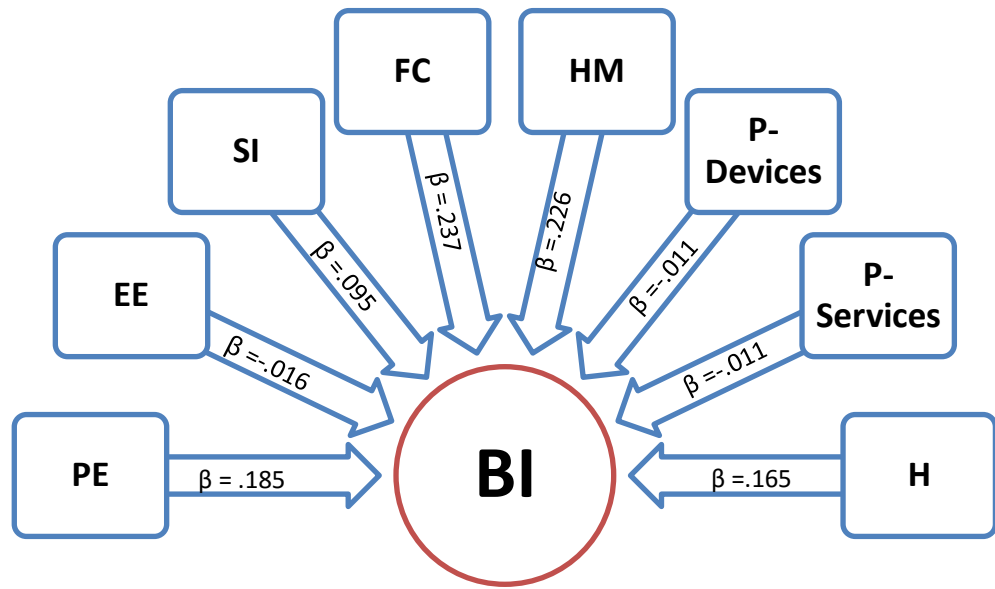 FC
HM
SI
P-
Devices
β =.237
β =.226
β =.095
β =-.011
EE
P-
Services
β =-.016
β =-.011
PE
β = .185
BI
β =.165
H